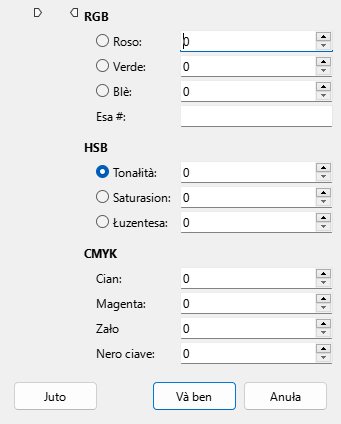 RGB
Roso: 0
Verde: 0
Blè: 0
Esa #:
HSB
Tonałità: 0
Saturasion: 0
Łuzentesa: 0
CMYK
Cian: 0
Magenta: 0
Zało 0
Nero ciave: 0
Juto Và ben Anuła